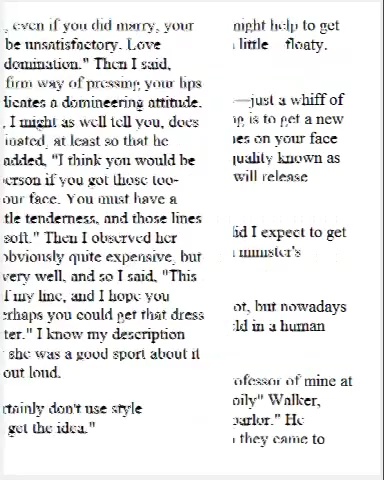 , even if you did marry, your
be unsatisfactory. Love
domination." Then I said,
firm way of pressing your lips
dicates a domineering attitude.
, I might as well tell you, does
inated, at least so that he
added, "I think you would be
erson if you got those too-
our face. You must have a
tle tenderness, and those lines
soft." Then I observed her
obviously quite expensive, but
very well, and so I said, "This
f my line, and I hope you
erhaps you could get that dress
ter." I know my description
she was a good sport about it
out loud.
rtainly don't use style
get the idea."
might help to get
little floaty.
—just a whiff of
ng is to get a new
nes on your face
quality known as
will release
did I expect to get
minister's
ot, but nowadays
ld in a human
ofessor of mine at
oily" Walker,
parlor." He
they came to